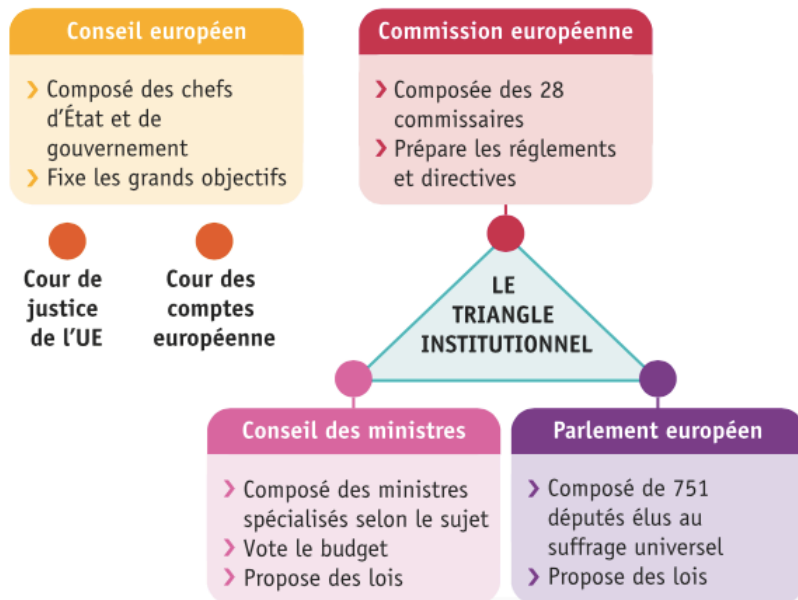 Conseil européen
❯ Composé des chefs
d'État et de
gouvernement
❯ Fixe les grands objectifs
Commission européenne
❯ Composée des 28
commissaires
❯ Prépare les réglements
et directives
Cour de
justice
de l'UE
Cour des
comptes
européenne
LE
TRIANGLE
INSTITUTIONNEL
Conseil des ministres
❯ Composé des ministres
spécialisés selon le sujet
❯ Vote le budget
❯ Propose des lois
Parlement européen
❯ Composé de 751
députés élus au
suffrage universel
❯ Propose des lois